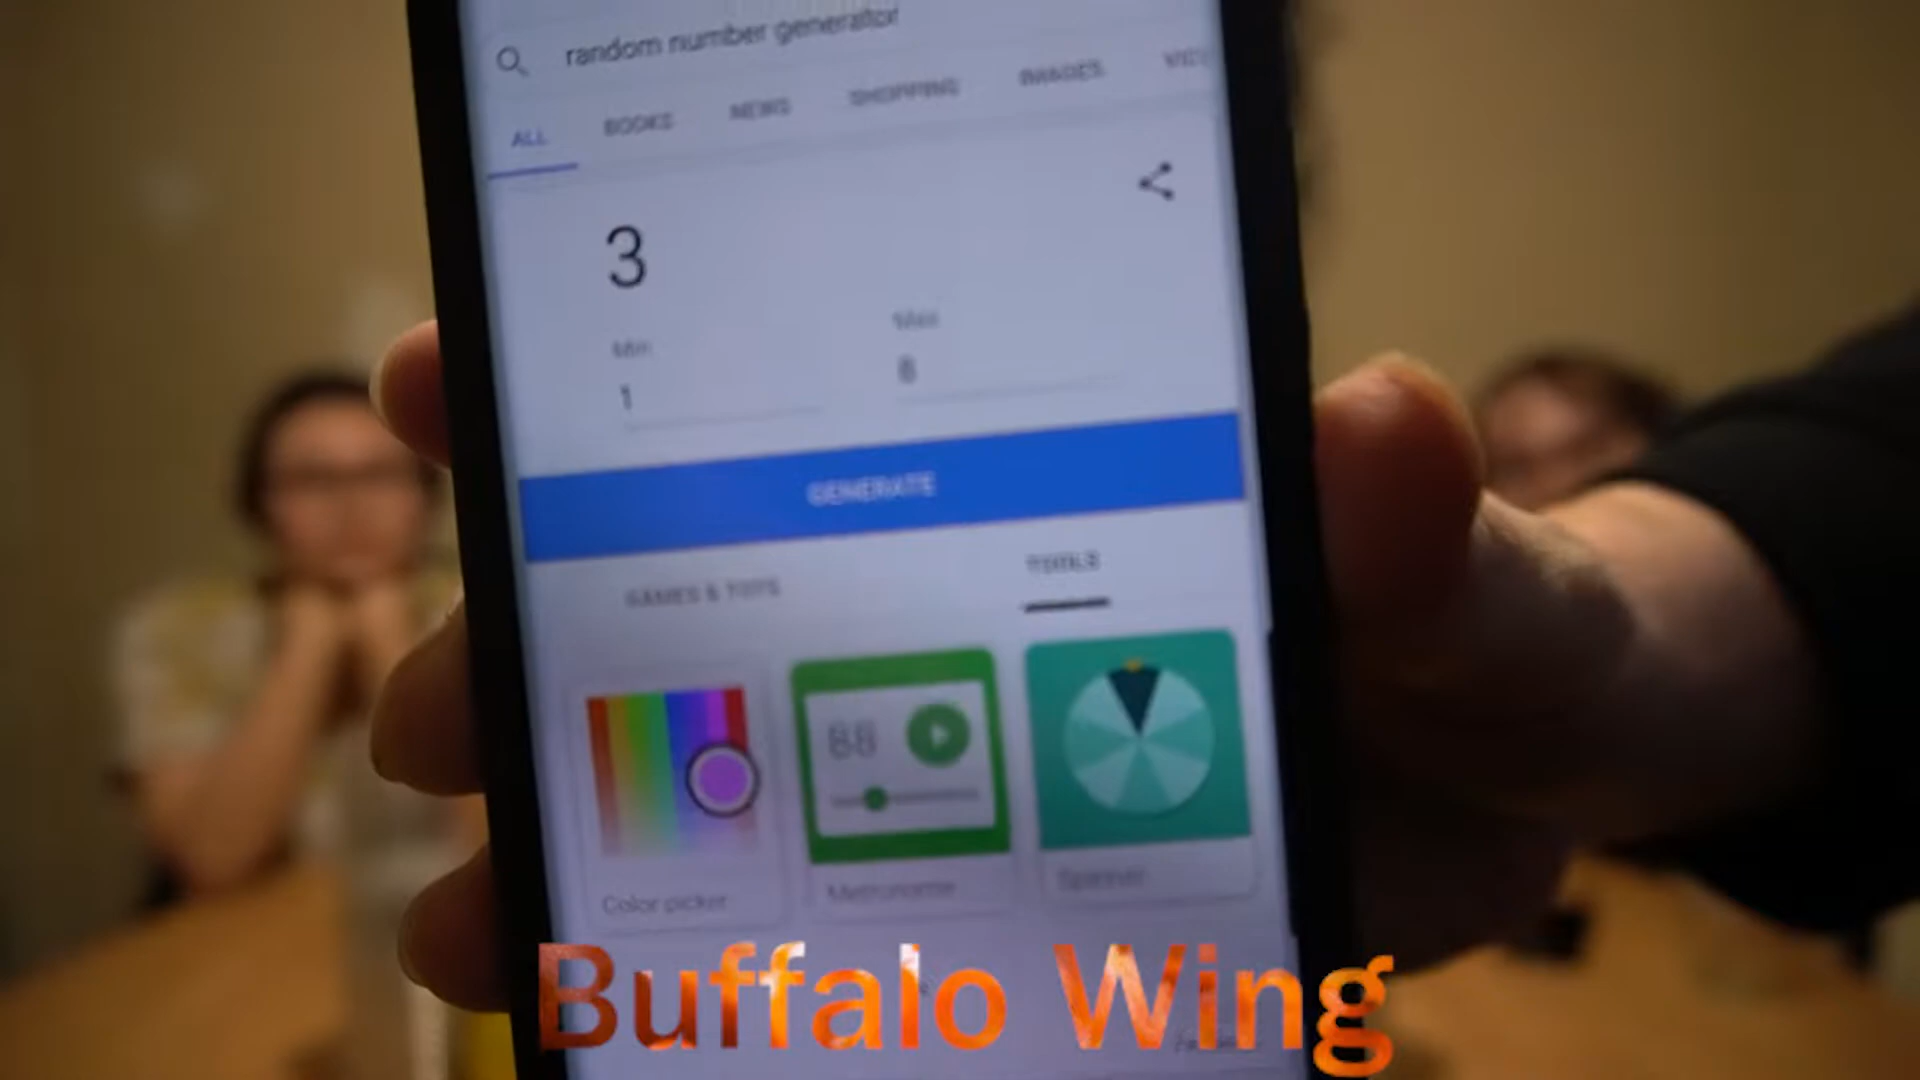 random number generator
ALL BOOKS NEWS SHOPPING IMAGES
3
Min Max
1 8
GENERATE
GAMES & TOYS TOOLS
88
Color picker Metronome Spinner
Buffalo Wing